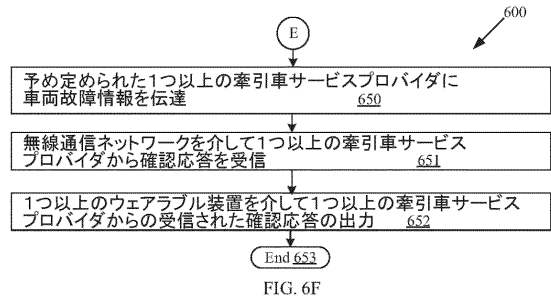 E
600
予め定められた1つ以上の牽引車サービスプロバイダに
車両故障情報を伝達 650
無線通信ネットワークを介して1つ以上の牽引車サービス
プロバイダから確認応答を受信 651
1つ以上のウェアラブル装置を介して1つ以上の牽引車サービス
プロバイダからの受信された確認応答の出力 652
End 653
FIG. 6F